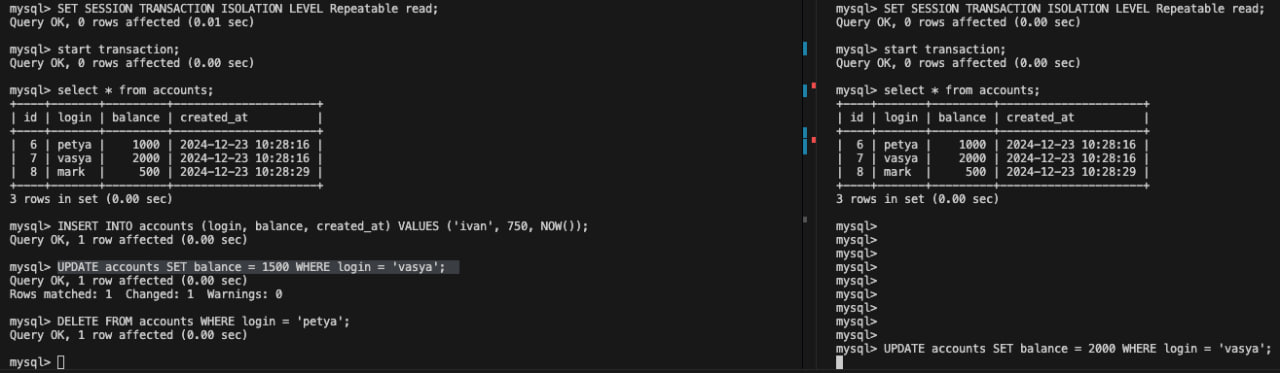 mysql> SET SESSION TRANSACTION ISOLATION LEVEL Repeatable read;
Query OK, 0 rows affected (0.01 sec)
mysql> start transaction;
Query OK, 0 rows affected (0.00 sec)
mysql> select * from accounts;
+----+-------+---------+---------------------+
| id | login | balance | created_at          |
+----+-------+---------+---------------------+
|  6 | petya |    1000 | 2024-12-23 10:28:16 |
|  7 | vasya |    2000 | 2024-12-23 10:28:16 |
|  8 | mark  |     500 | 2024-12-23 10:28:29 |
+----+-------+---------+---------------------+
3 rows in set (0.00 sec)
mysql> INSERT INTO accounts (login, balance, created_at) VALUES ('ivan', 750, NOW());
Query OK, 1 row affected (0.00 sec)
mysql> UPDATE accounts SET balance = 1500 WHERE login = 'vasya';
Query OK, 1 row affected (0.00 sec)
Rows matched: 1  Changed: 1  Warnings: 0
mysql> DELETE FROM accounts WHERE login = 'petya';
Query OK, 1 row affected (0.00 sec)
mysql>
mysql> SET SESSION TRANSACTION ISOLATION LEVEL Repeatable read;
Query OK, 0 rows affected (0.00 sec)
mysql> start transaction;
Query OK, 0 rows affected (0.00 sec)
mysql> select * from accounts;
+----+-------+---------+---------------------+
| id | login | balance | created_at          |
+----+-------+---------+---------------------+
|  6 | petya |    1000 | 2024-12-23 10:28:16 |
|  7 | vasya |    2000 | 2024-12-23 10:28:16 |
|  8 | mark  |     500 | 2024-12-23 10:28:29 |
+----+-------+---------+---------------------+
3 rows in set (0.00 sec)
mysql>
mysql>
mysql>
mysql>
mysql>
mysql>
mysql>
mysql>
mysql>
mysql> UPDATE accounts SET balance = 2000 WHERE login = 'vasya';